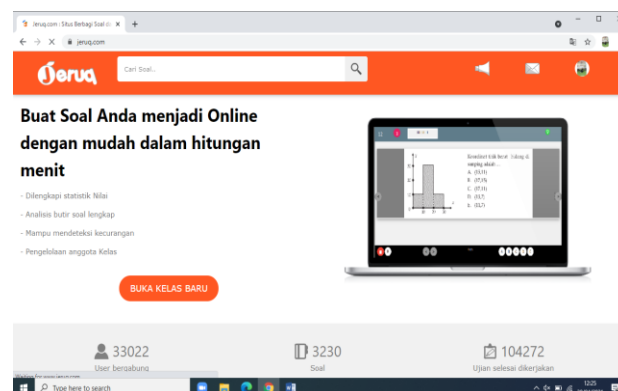 Jeruq.com | Situs Berbagi Soal d
jeruq.com
Jeruq
Cari Soal..
Buat Soal Anda menjadi Online
dengan mudah dalam hitungan
menit
- Dilengkapi statistik Nilai
- Analisis butir soal lengkap
- Mampu mendeteksi kecurangan
- Pengelolaan anggota Kelas
BUKA KELAS BARU
33022
User bergabung
3230
Soal
104272
Ujian selesai dikerjakan
Type here to search
12:25